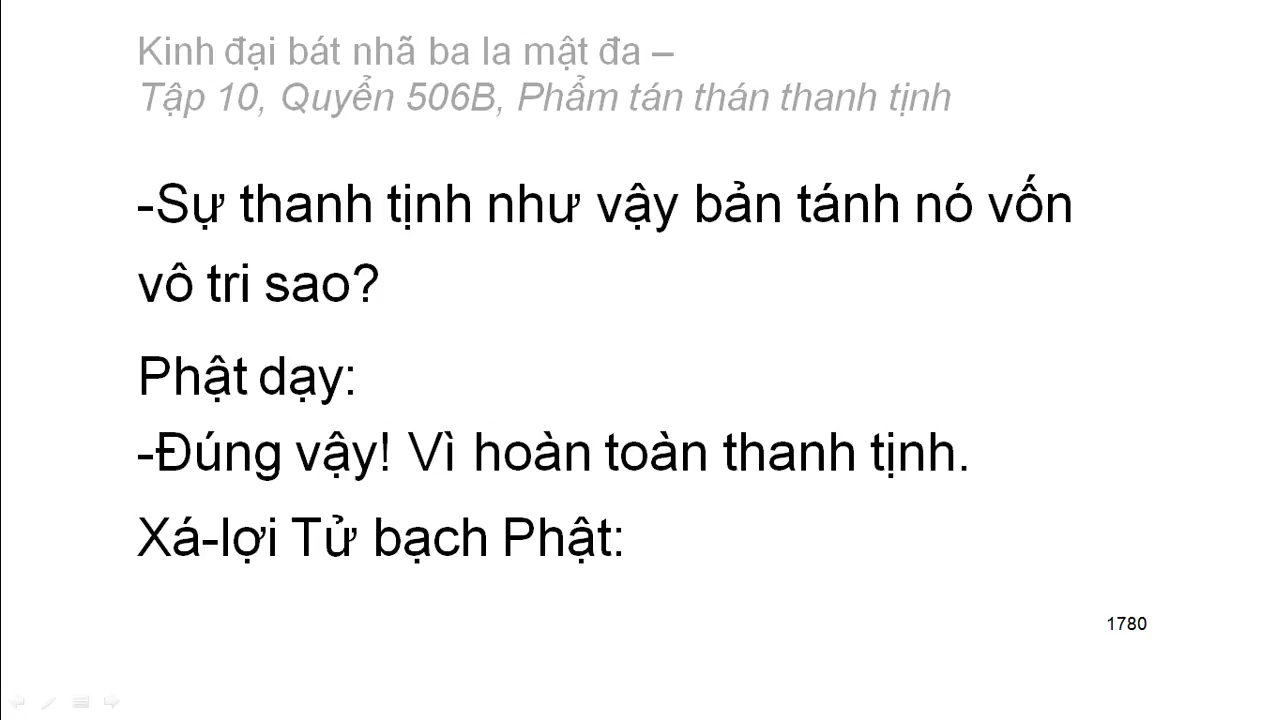 Kinh đại bát nhã ba la mật đa –
Tập 10, Quyển 506B, Phẩm tán thán thanh tịnh
-Sự thanh tịnh như vậy bản tánh nó vốn
vô tri sao?
Phật dạy:
-Đúng vậy! Vì hoàn toàn thanh tịnh.
Xá-lợi Tử bạch Phật:
1780